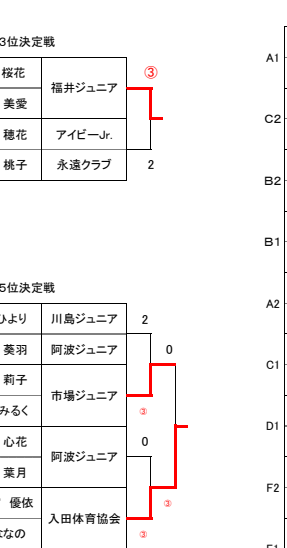 3位決定戦
桜花
福井ジュニア
③
美愛
穂花
アイビーJr.
桃子
永遠クラブ
2
5位決定戦
ひより
川島ジュニア
2
葵羽
阿波ジュニア
0
莉子
市場ジュニア
みるく
③
心花
阿波ジュニア
0
葉月
優依
入田体育協会
③
なの
③
A1
C2
B2
B1
A2
C1
D1
F2